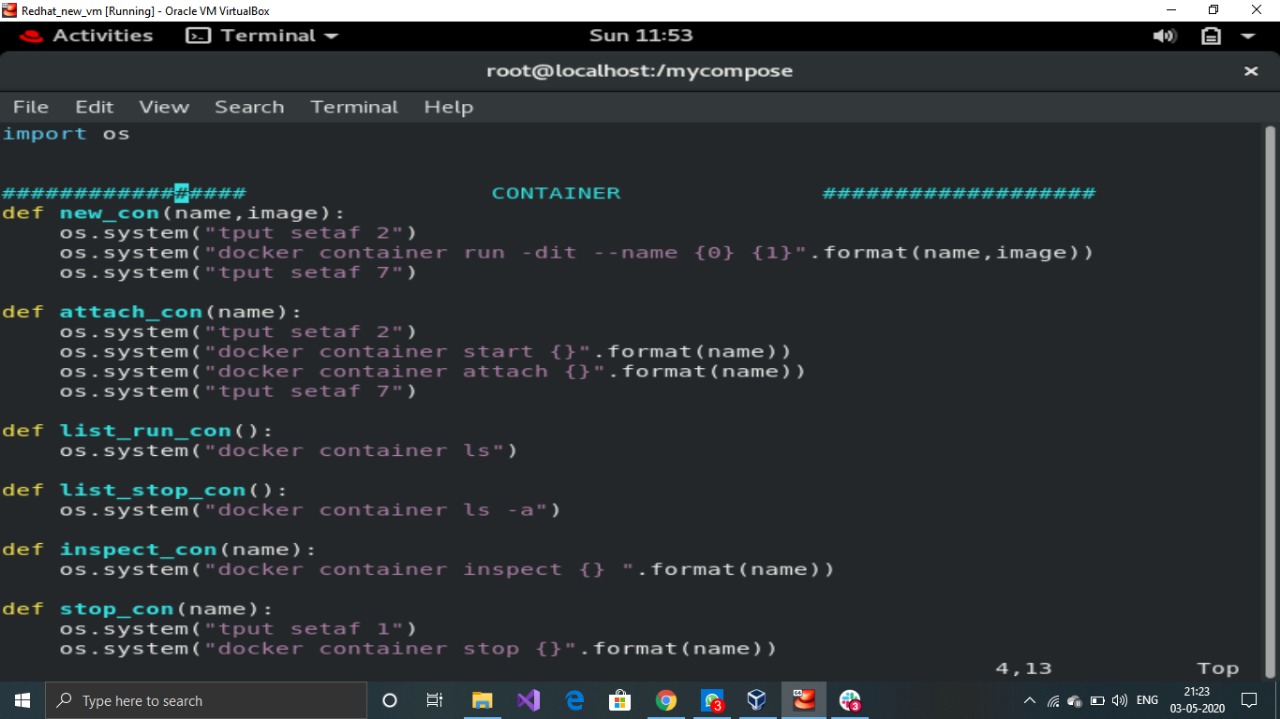 Redhat_new_vm [Running] - Oracle VM VirtualBox
Activities Terminal Sun 11:53
root@localhost:/mycompose
File Edit View Search Terminal Help
import os
################# CONTAINER ###################
def new_con(name,image):
    os.system("tput setaf 2")
    os.system("docker container run -dit --name {0} {1}".format(name,image))
    os.system("tput setaf 7")
def attach_con(name):
    os.system("tput setaf 2")
    os.system("docker container start {}".format(name))
    os.system("docker container attach {}".format(name))
    os.system("tput setaf 7")
def list_run_con():
    os.system("docker container ls")
def list_stop_con():
    os.system("docker container ls -a")
def inspect_con(name):
    os.system("docker container inspect {} ".format(name))
def stop_con(name):
    os.system("tput setaf 1")
    os.system("docker container stop {}".format(name))
4,13 Top
Type here to search 3 3 ENG 21:23
03-05-2020